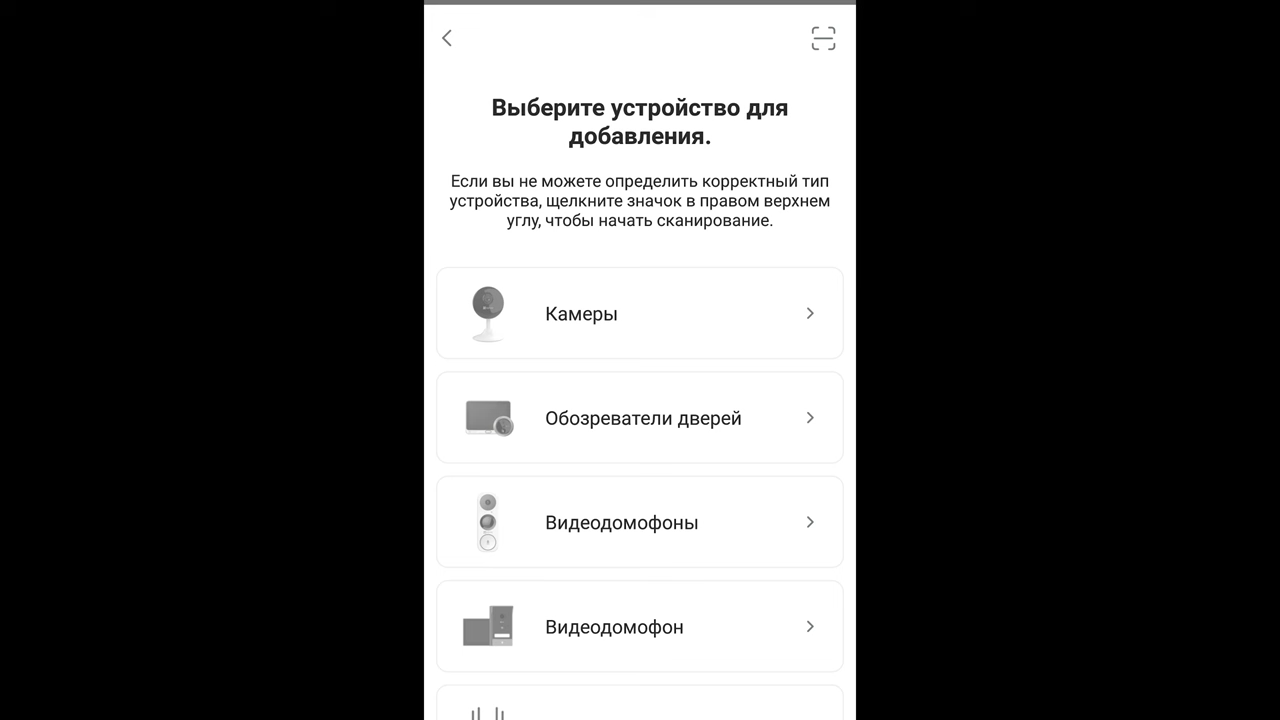 Выберите устройство для
добавления.
Если вы не можете определить корректный тип
устройства, щелкните значок в правом верхнем
углу, чтобы начать сканирование.
Камеры
Обозреватели дверей
Видеодомофоны
Видеодомофон